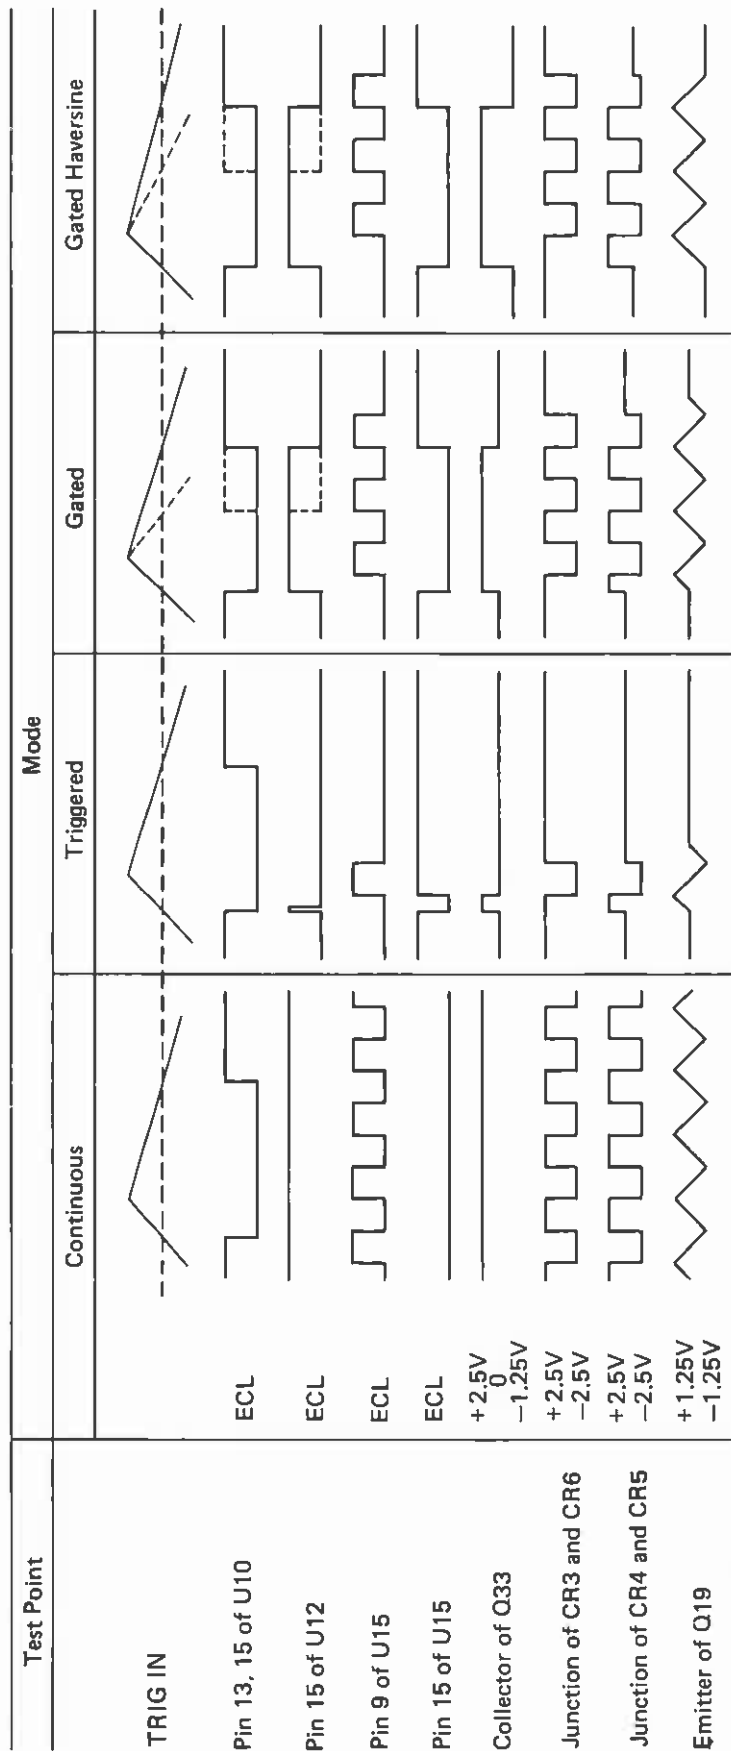 Test Point
Mode
Continuous
Triggered
Gated
Gated Haversine
TRIG IN
Pin 13, 15 of U10
ECL
Pin 15 of U12
ECL
Pin 9 of U15
ECL
Pin 15 of U15
ECL
Collector of Q33
+2.5V
0
−1.25V
Junction of CR3 and CR6
+2.5V
−2.5V
Junction of CR4 and CR5
+2.5V
−2.5V
Emitter of Q19
+1.25V
−1.25V